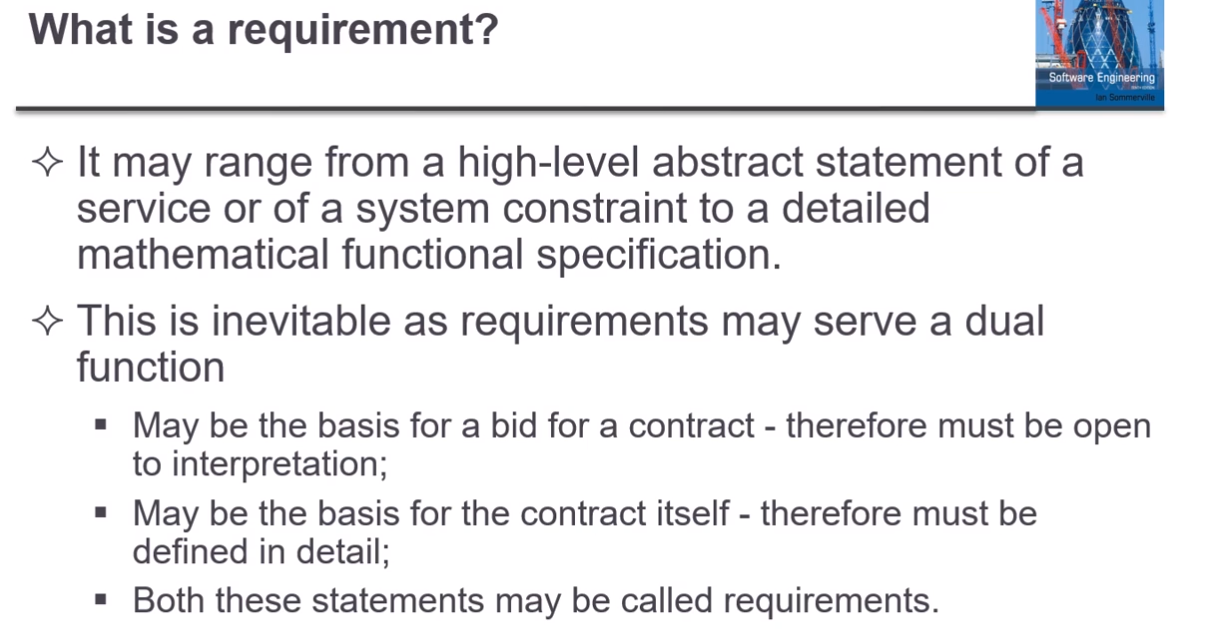 What is a requirement?
Software Engineering
Ian Sommerville
✧ It may range from a high-level abstract statement of a
service or of a system constraint to a detailed
mathematical functional specification.
✧ This is inevitable as requirements may serve a dual
function
▪ May be the basis for a bid for a contract - therefore must be open
to interpretation;
▪ May be the basis for the contract itself - therefore must be
defined in detail;
▪ Both these statements may be called requirements.